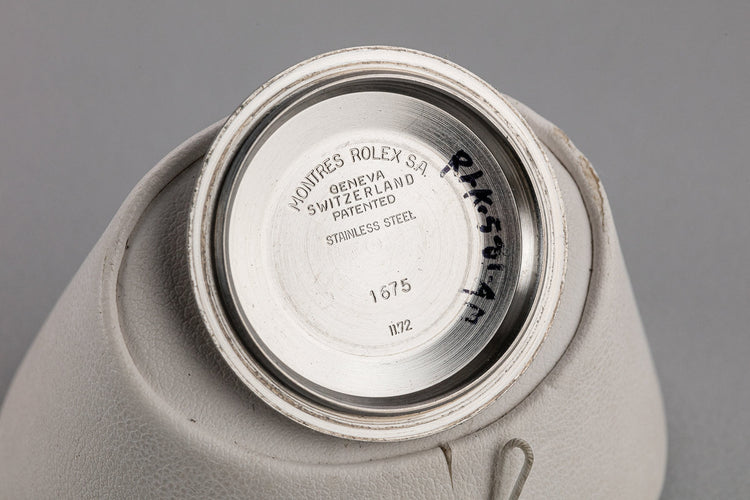 MONTRES ROLEX S.A.
GENEVA
SWITZERLAND
PATENTED
STAINLESS STEEL
1675
II.72